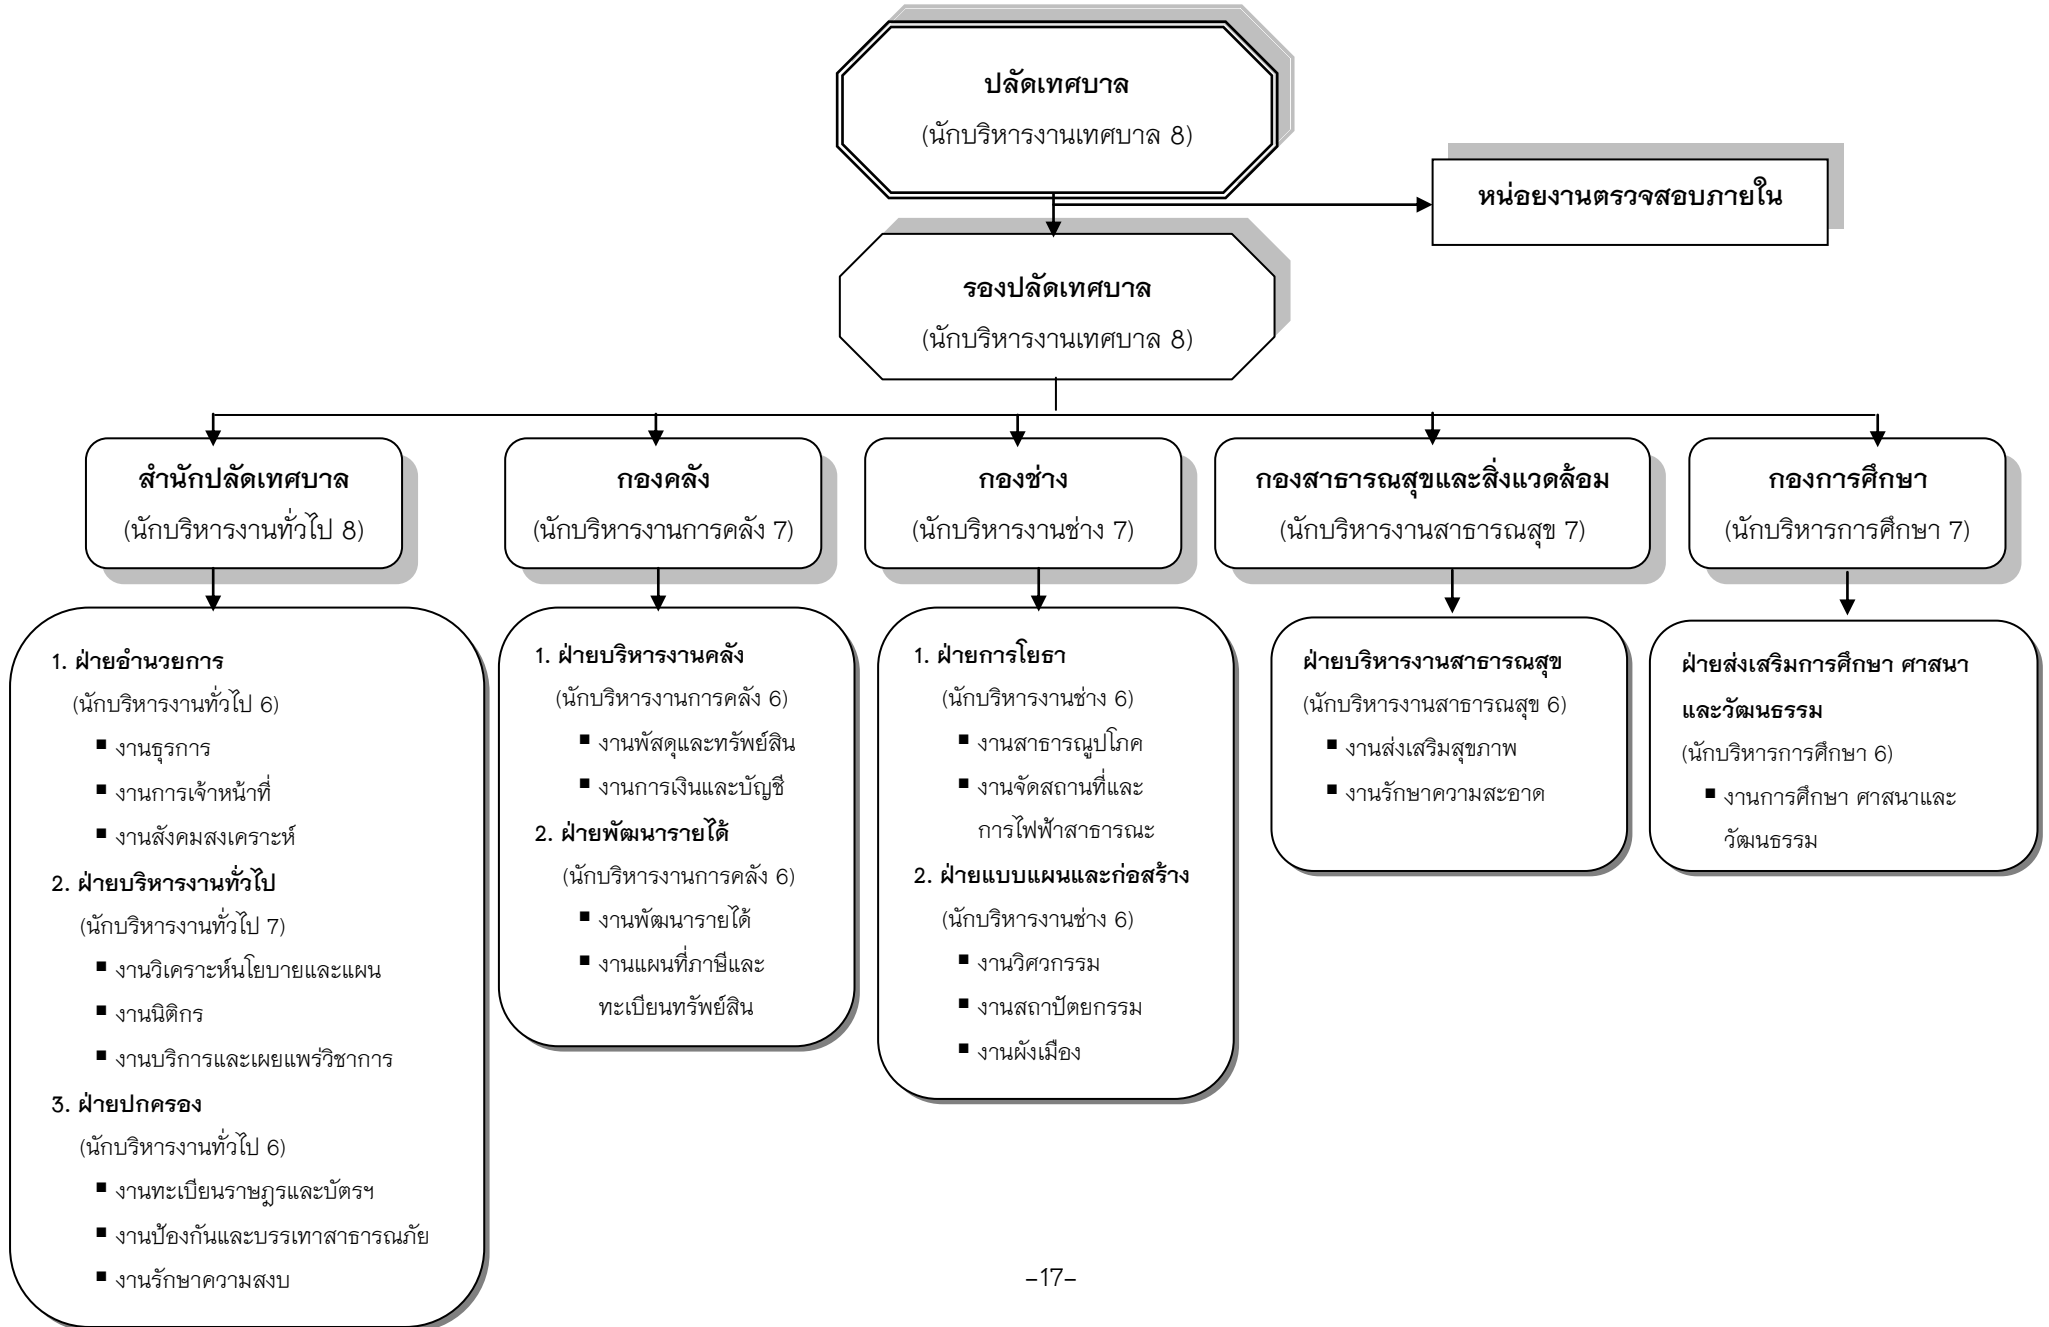 ปลัดเทศบาล
(นักบริหารงานเทศบาล 8)
หน่อยงานตรวจสอบภายใน
รองปลัดเทศบาล
(นักบริหารงานเทศบาล 8)
สำนักปลัดเทศบาล
(นักบริหารงานทั่วไป 8)
กองคลัง
(นักบริหารงานการคลัง 7)
กองช่าง
(นักบริหารงานช่าง 7)
กองสาธารณสุขและสิ่งแวดล้อม
(นักบริหารงานสาธารณสุข 7)
กองการศึกษา
(นักบริหารการศึกษา 7)
1. ฝ่ายอำนวยการ
(นักบริหารงานทั่วไป 6)
▪ งานธุรการ
▪ งานการเจ้าหน้าที่
▪ งานสังคมสงเคราะห์
2. ฝ่ายบริหารงานทั่วไป
(นักบริหารงานทั่วไป 7)
▪ งานวิเคราะห์นโยบายและแผน
▪ งานนิติกร
▪ งานบริการและเผยแพร่วิชาการ
3. ฝ่ายปกครอง
(นักบริหารงานทั่วไป 6)
▪ งานทะเบียนราษฎรและบัตรฯ
▪ งานป้องกันและบรรเทาสาธารณภัย
▪ งานรักษาความสงบ
1. ฝ่ายบริหารงานคลัง
(นักบริหารงานการคลัง 6)
▪ งานพัสดุและทรัพย์สิน
▪ งานการเงินและบัญชี
2. ฝ่ายพัฒนารายได้
(นักบริหารงานการคลัง 6)
▪ งานพัฒนารายได้
▪ งานแผนที่ภาษีและ
ทะเบียนทรัพย์สิน
1. ฝ่ายการโยธา
(นักบริหารงานช่าง 6)
▪ งานสาธารณูปโภค
▪ งานจัดสถานที่และ
การไฟฟ้าสาธารณะ
2. ฝ่ายแบบแผนและก่อสร้าง
(นักบริหารงานช่าง 6)
▪ งานวิศวกรรม
▪ งานสถาปัตยกรรม
▪ งานผังเมือง
ฝ่ายบริหารงานสาธารณสุข
(นักบริหารงานสาธารณสุข 6)
▪ งานส่งเสริมสุขภาพ
▪ งานรักษาความสะอาด
ฝ่ายส่งเสริมการศึกษา ศาสนา
และวัฒนธรรม
(นักบริหารการศึกษา 6)
▪ งานการศึกษา ศาสนาและ
วัฒนธรรม
-17-